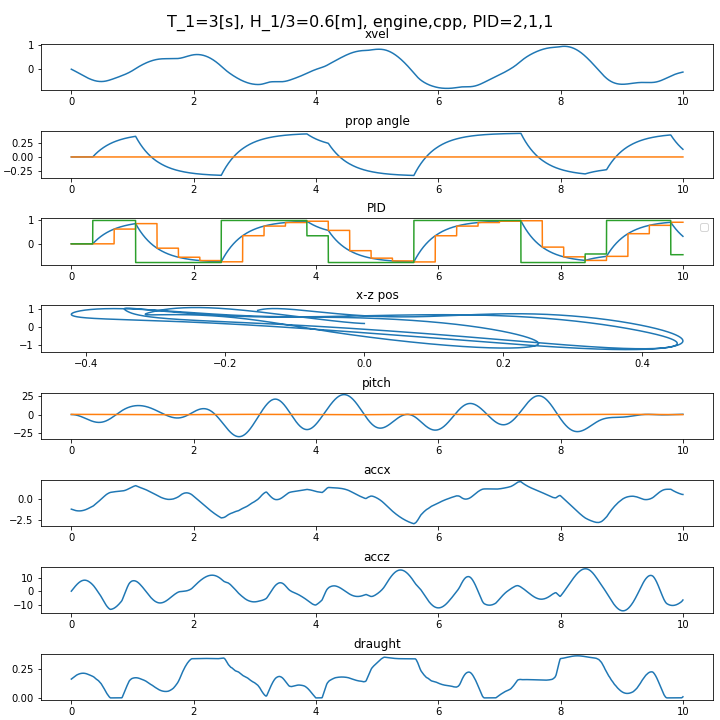 T_1=3[s], H_1/3=0.6[m], engine,cpp, PID=2,1,1
xvel
1
0
0 2 4 6 8 10
prop angle
0.25
0.00
−0.25
0 2 4 6 8 10
PID
1
0
0 2 4 6 8 10
x-z pos
1
0
−1
−0.4 −0.2 0.0 0.2 0.4
pitch
25
0
−25
0 2 4 6 8 10
accx
0.0
−2.5
0 2 4 6 8 10
accz
10
0
−10
0 2 4 6 8 10
draught
0.25
0.00
0 2 4 6 8 10